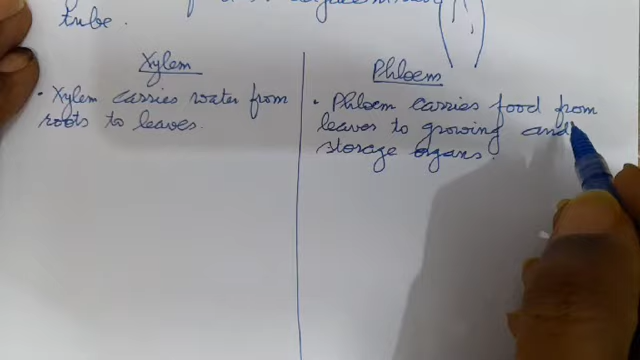 tube.
Xylem
• Xylem carries water from
roots to leaves.
Phloem
• Phloem carries food from
leaves to growing and
storage organs.